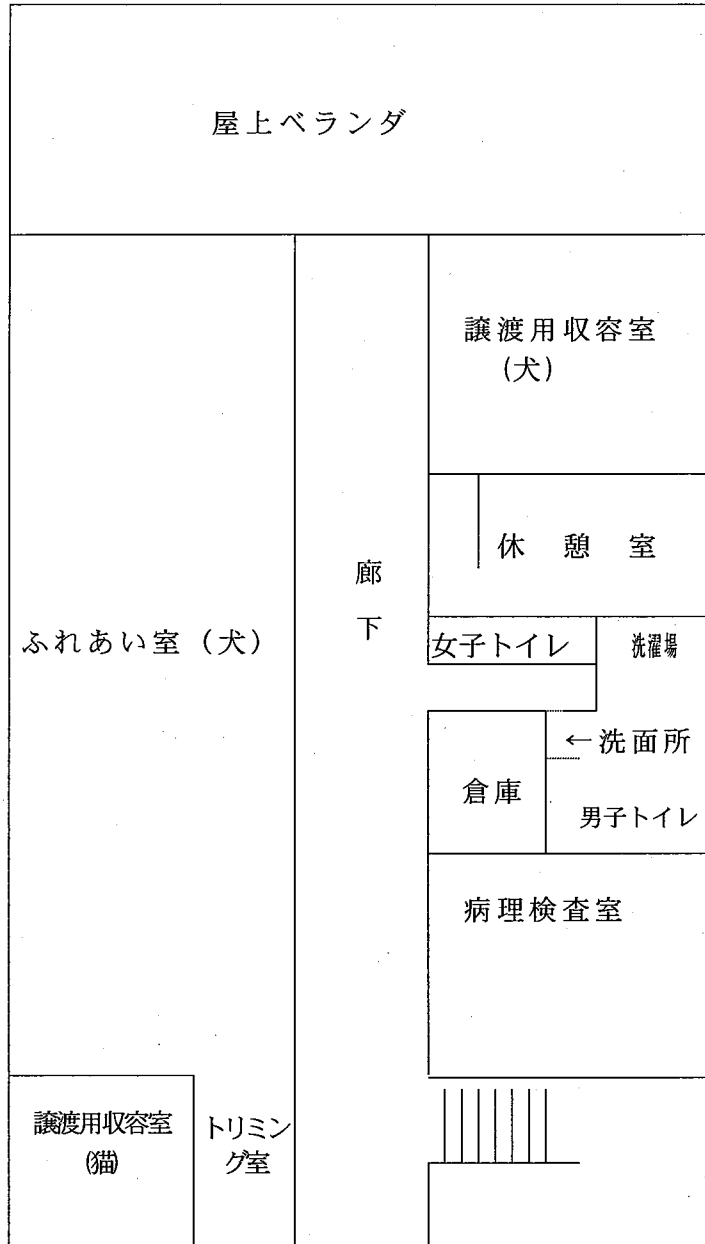 屋上ベランダ
譲渡用収容室
(犬)
休憩室
廊下
ふれあい室（犬）
女子トイレ
洗濯場
←洗面所
倉庫
男子トイレ
病理検査室
譲渡用収容室
(猫)
トリミン
グ室